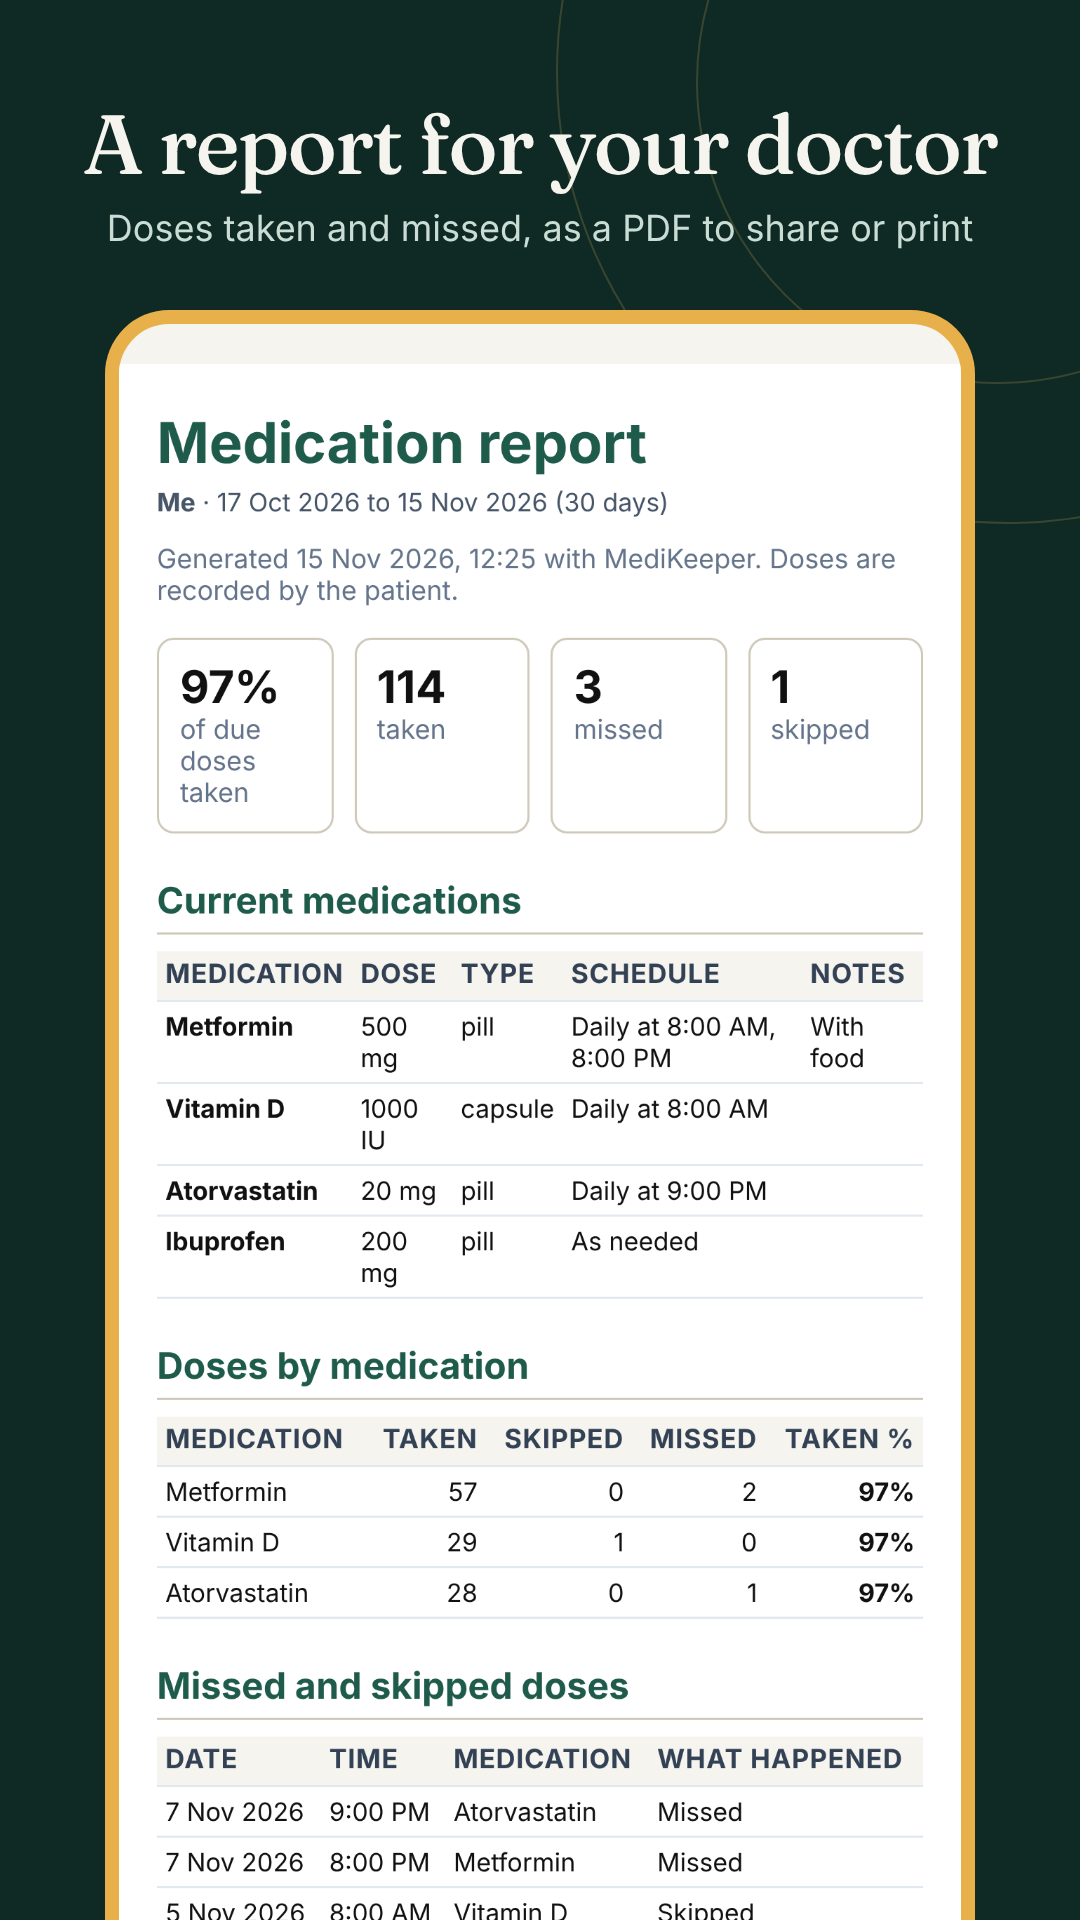 A report for your doctor
Doses taken and missed, as a PDF to share or print
Medication report
Me · 17 Oct 2026 to 15 Nov 2026 (30 days)
Generated 15 Nov 2026, 12:25 with MediKeeper. Doses are
recorded by the patient.
97%
of due
doses
taken
114
taken
3
missed
1
skipped
Current medications
MEDICATION DOSE TYPE SCHEDULE NOTES
Metformin 500 mg pill Daily at 8:00 AM, 8:00 PM With food
Vitamin D 1000 IU capsule Daily at 8:00 AM
Atorvastatin 20 mg pill Daily at 9:00 PM
Ibuprofen 200 mg pill As needed
Doses by medication
MEDICATION TAKEN SKIPPED MISSED TAKEN %
Metformin 57 0 2 97%
Vitamin D 29 1 0 97%
Atorvastatin 28 0 1 97%
Missed and skipped doses
DATE TIME MEDICATION WHAT HAPPENED
7 Nov 2026 9:00 PM Atorvastatin Missed
7 Nov 2026 8:00 PM Metformin Missed
5 Nov 2026 8:00 AM Vitamin D Skipped